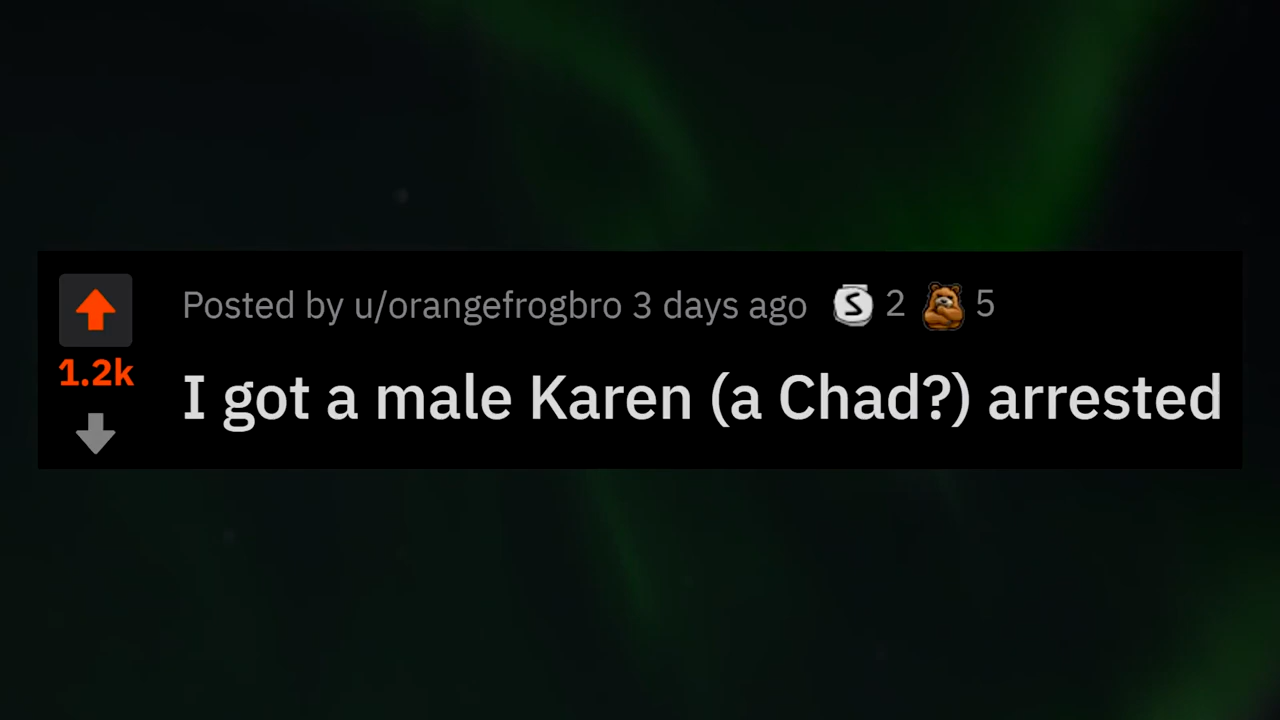 Posted by u/orangefrogbro 3 days ago S 2 5
1.2k
I got a male Karen (a Chad?) arrested